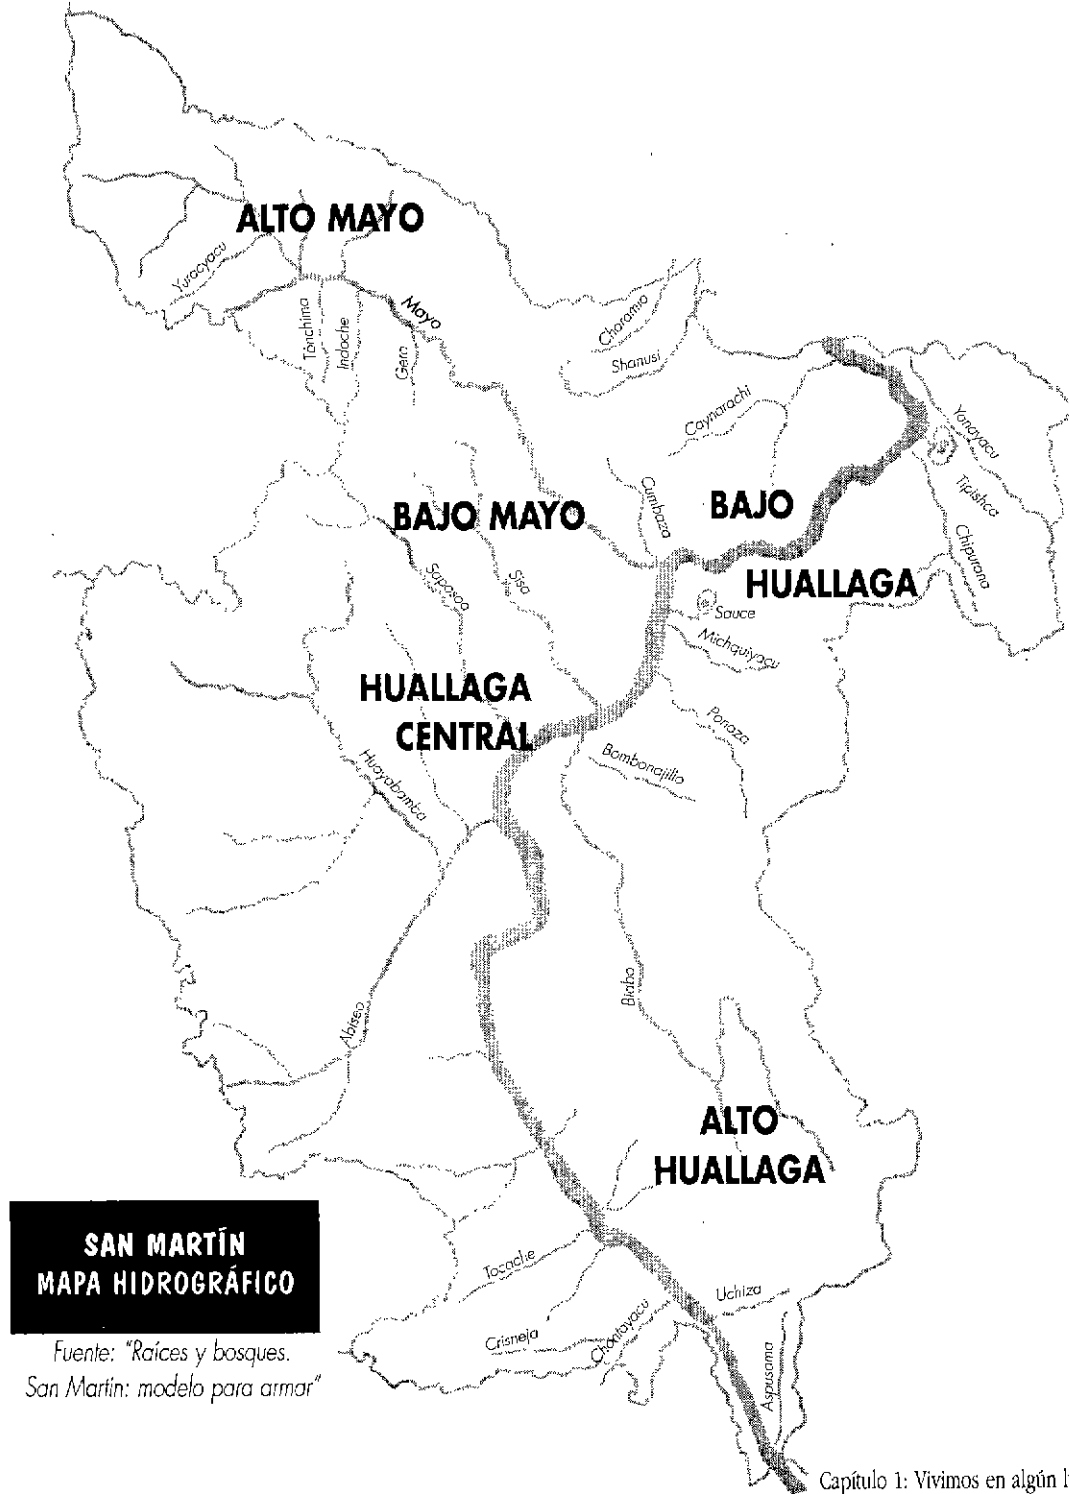 ALTO MAYO
Yuracyacu
Tónchima
Indoche
Gera
Mayo
Charamio
Shanusi
Caynarachi
Yanayacu
Tipishca
Chipurana
Cumbaza
BAJO MAYO
BAJO
HUALLAGA
Saposoa
Sisa
Sauce
Michquiyacu
HUALLAGA
CENTRAL
Ponaza
Bombonajillo
Huayabamba
Biabo
Abiseo
ALTO
HUALLAGA
SAN MARTÍN
MAPA HIDROGRÁFICO
Tocache
Uchiza
Crisneja
Chontayacu
Aspusama
Fuente: "Raíces y bosques.
San Martín: modelo para armar"
Capítulo 1: Vivimos en algún l